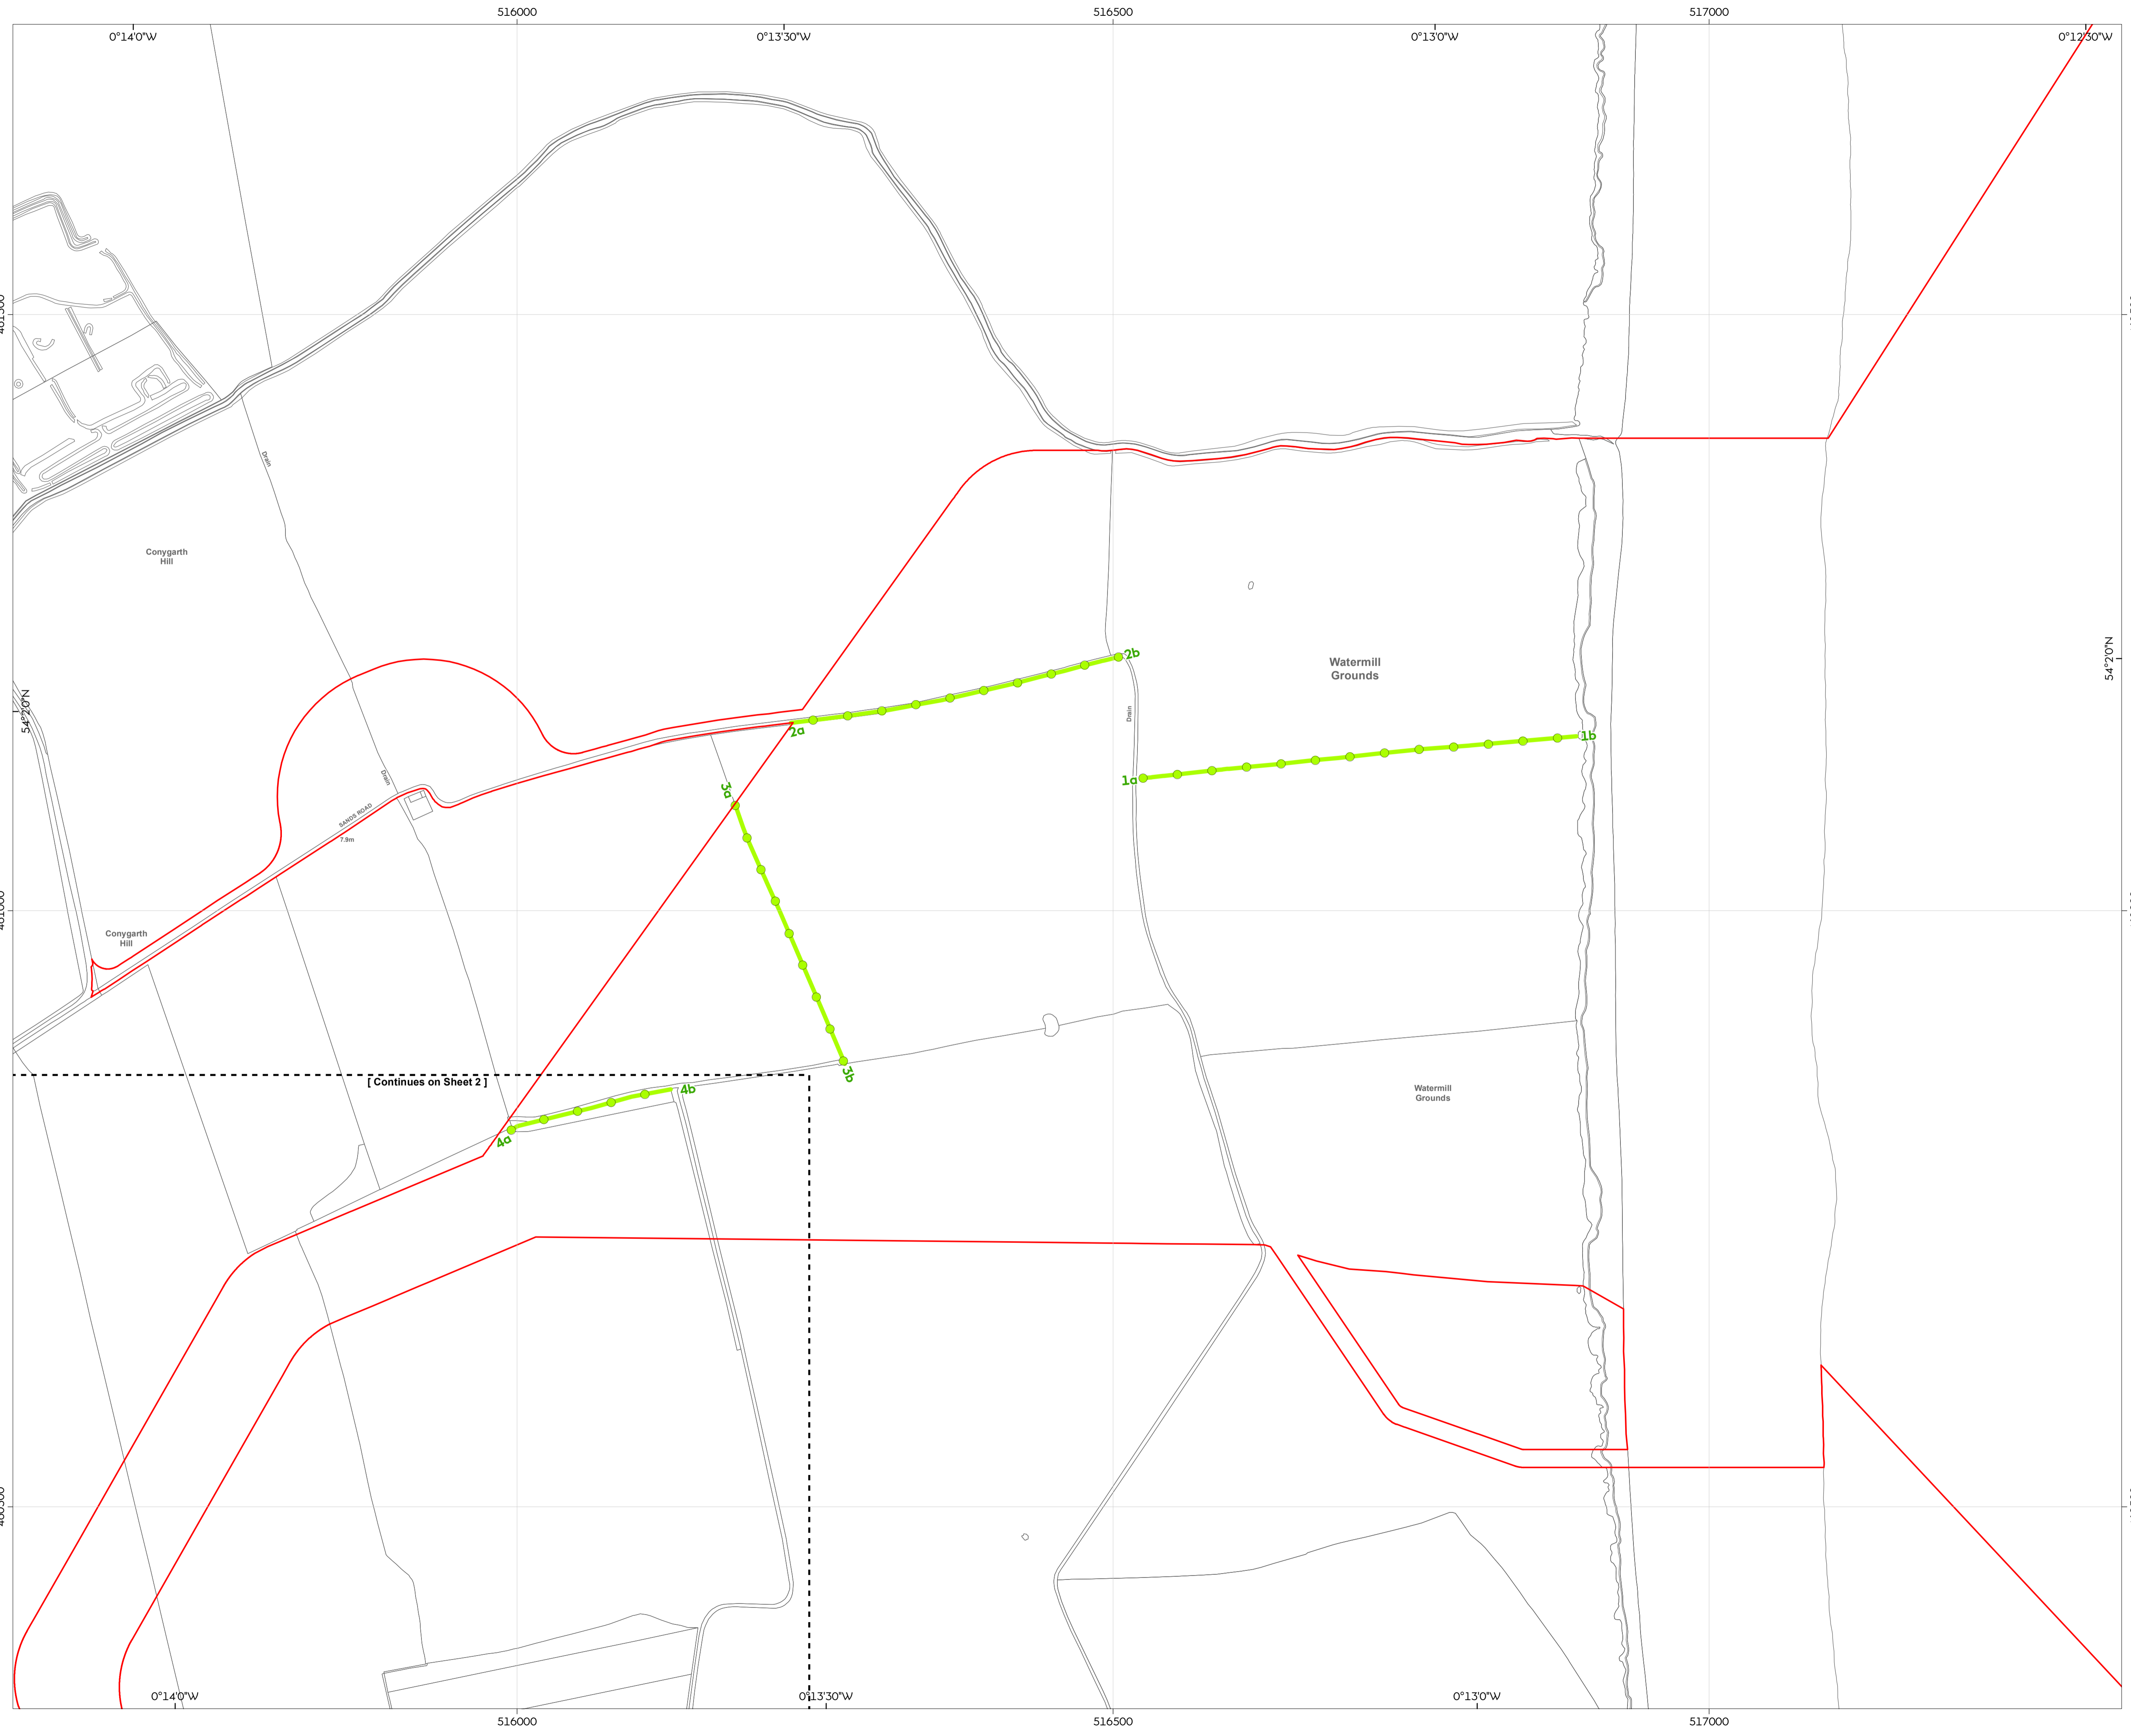 516000
516500
517000
0°14'0"W
0°13'30"W
0°13'0"W
0°12'30"W
Drain
Conygarth
Hill
Watermill
Grounds
54°2'0"N
54°2'0"N
2b
2a
Drain
1b
1a
Drain
3a
SANDS ROAD
7.9m
Conygarth
Hill
3b
[ Continues on Sheet 2 ]
4b
4a
Watermill
Grounds
0°14'0"W
0°13'30"W
0°13'0"W
516000
516500
517000